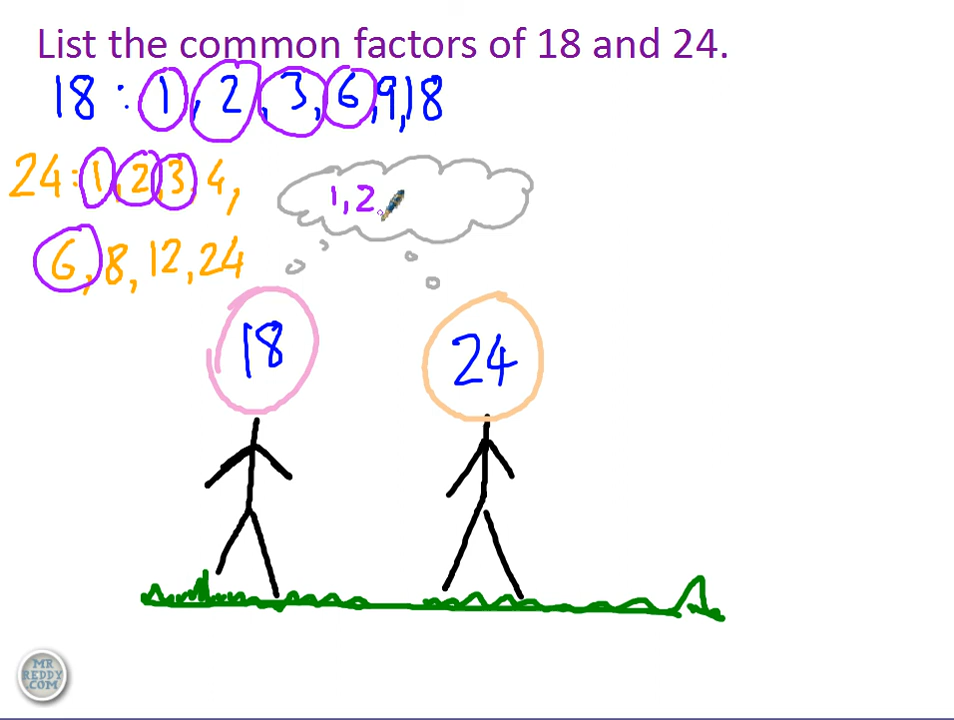 List the common factors of 18 and 24.
18 : 1, 2, 3, 6, 9, 18
24: 1, 2, 3, 4,
1, 2,
6, 8, 12, 24
18
24
MR
REDDY
.COM